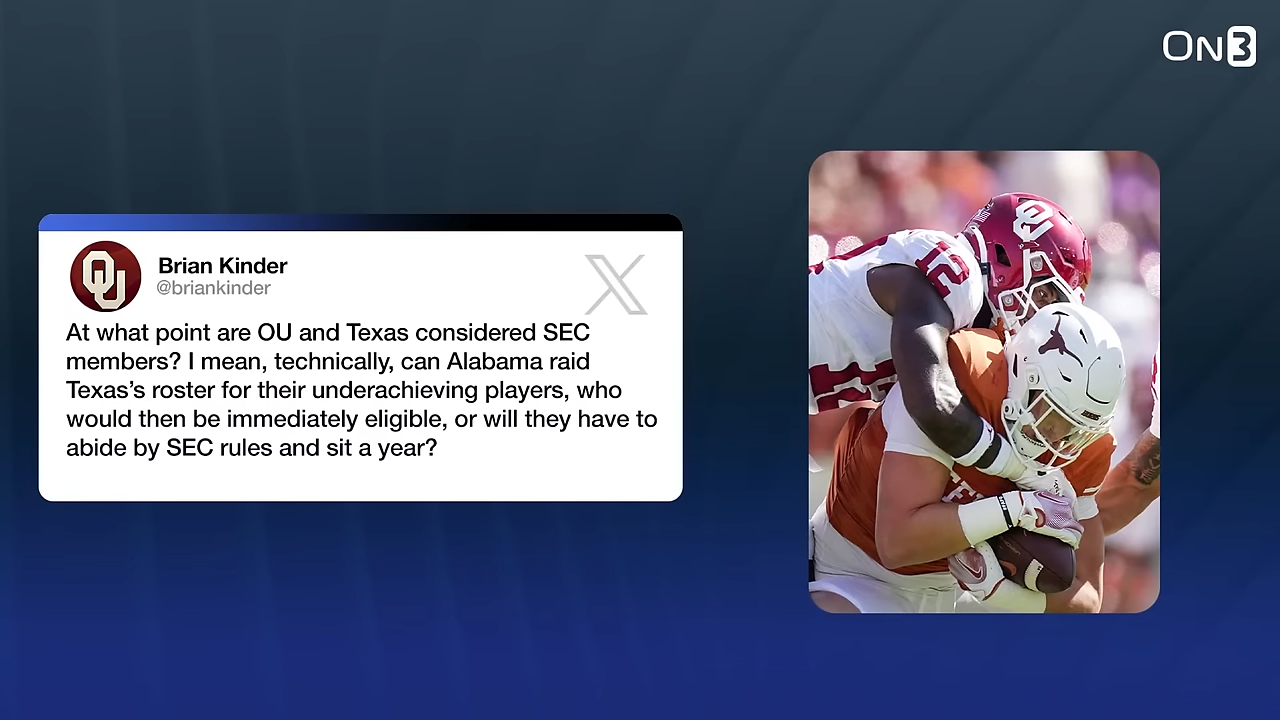 On3
Brian Kinder
@briankinder
At what point are OU and Texas considered SEC
members? I mean, technically, can Alabama raid
Texas’s roster for their underachieving players, who
would then be immediately eligible, or will they have to
abide by SEC rules and sit a year?
OU
12
OU